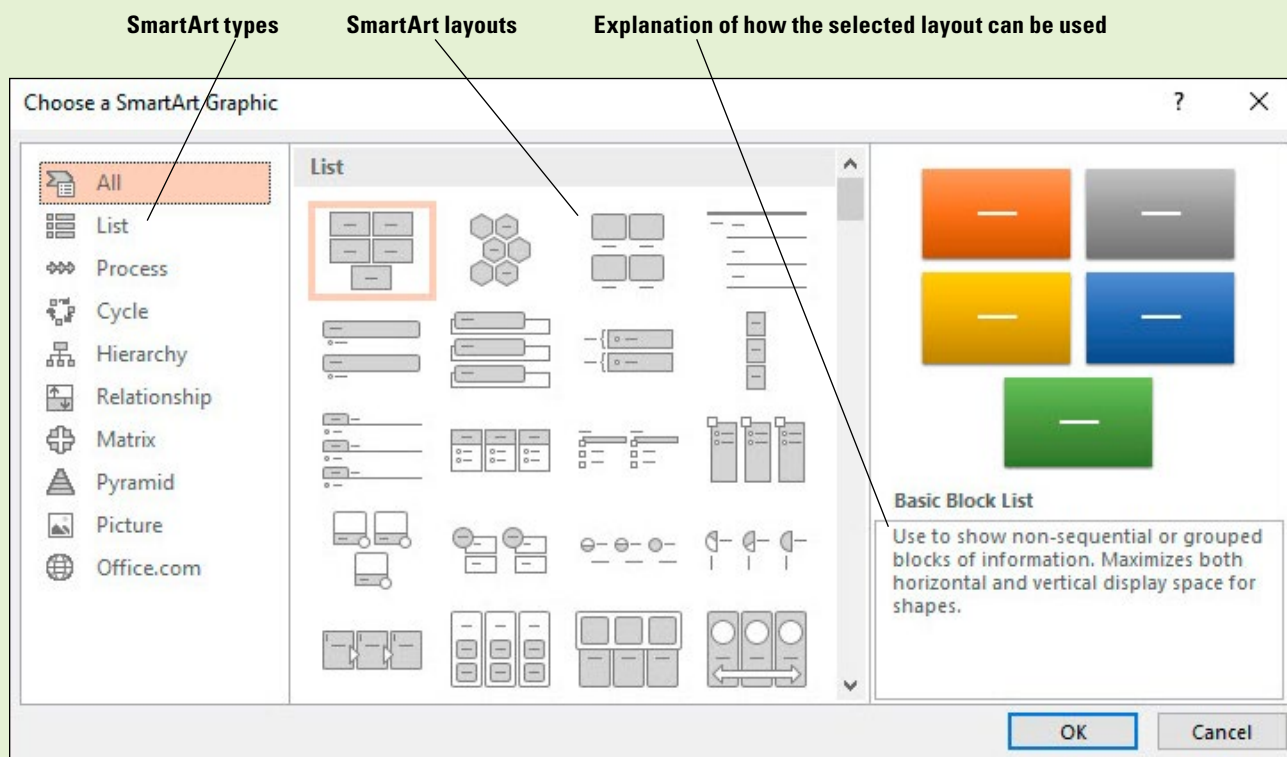 SmartArt types
SmartArt layouts
Explanation of how the selected layout can be used
Choose a SmartArt Graphic
?
All
List
Process
Cycle
Hierarchy
Relationship
Matrix
Pyramid
Picture
Office.com
List
Basic Block List
Use to show non-sequential or grouped
blocks of information. Maximizes both
horizontal and vertical display space for
shapes.
OK
Cancel